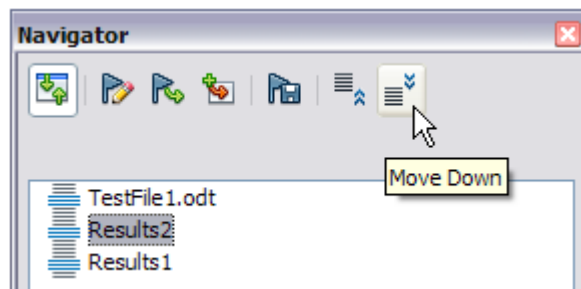 Navigator
Move Down
TestFile1.odt
Results2
Results1